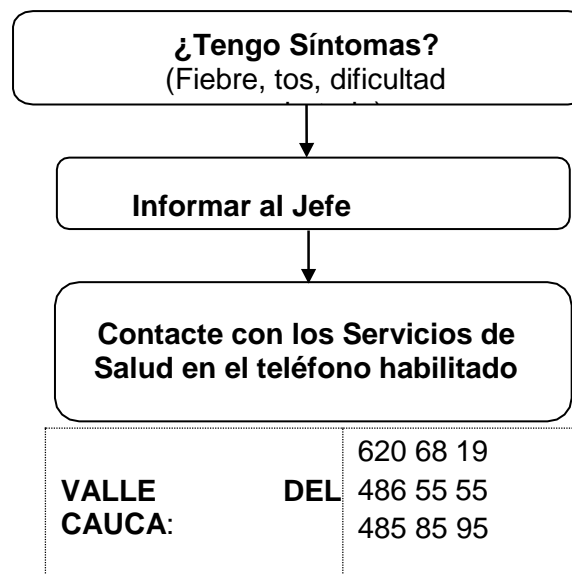 ¿Tengo Síntomas?
(Fiebre, tos, dificultad
Informar al Jefe
Contacte con los Servicios de
Salud en el teléfono habilitado
VALLE DEL
CAUCA:
620 68 19
486 55 55
485 85 95